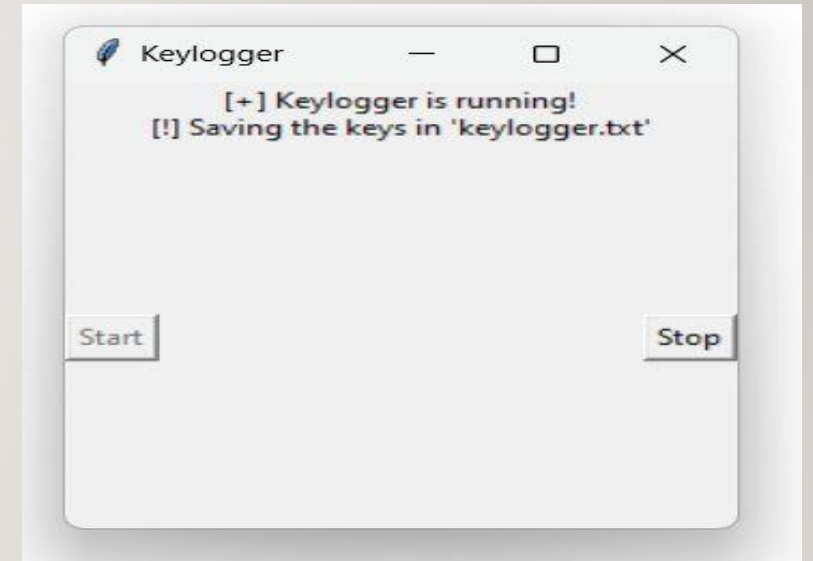 Keylogger
[+] Keylogger is running!
[!] Saving the keys in 'keylogger.txt'
Start
Stop